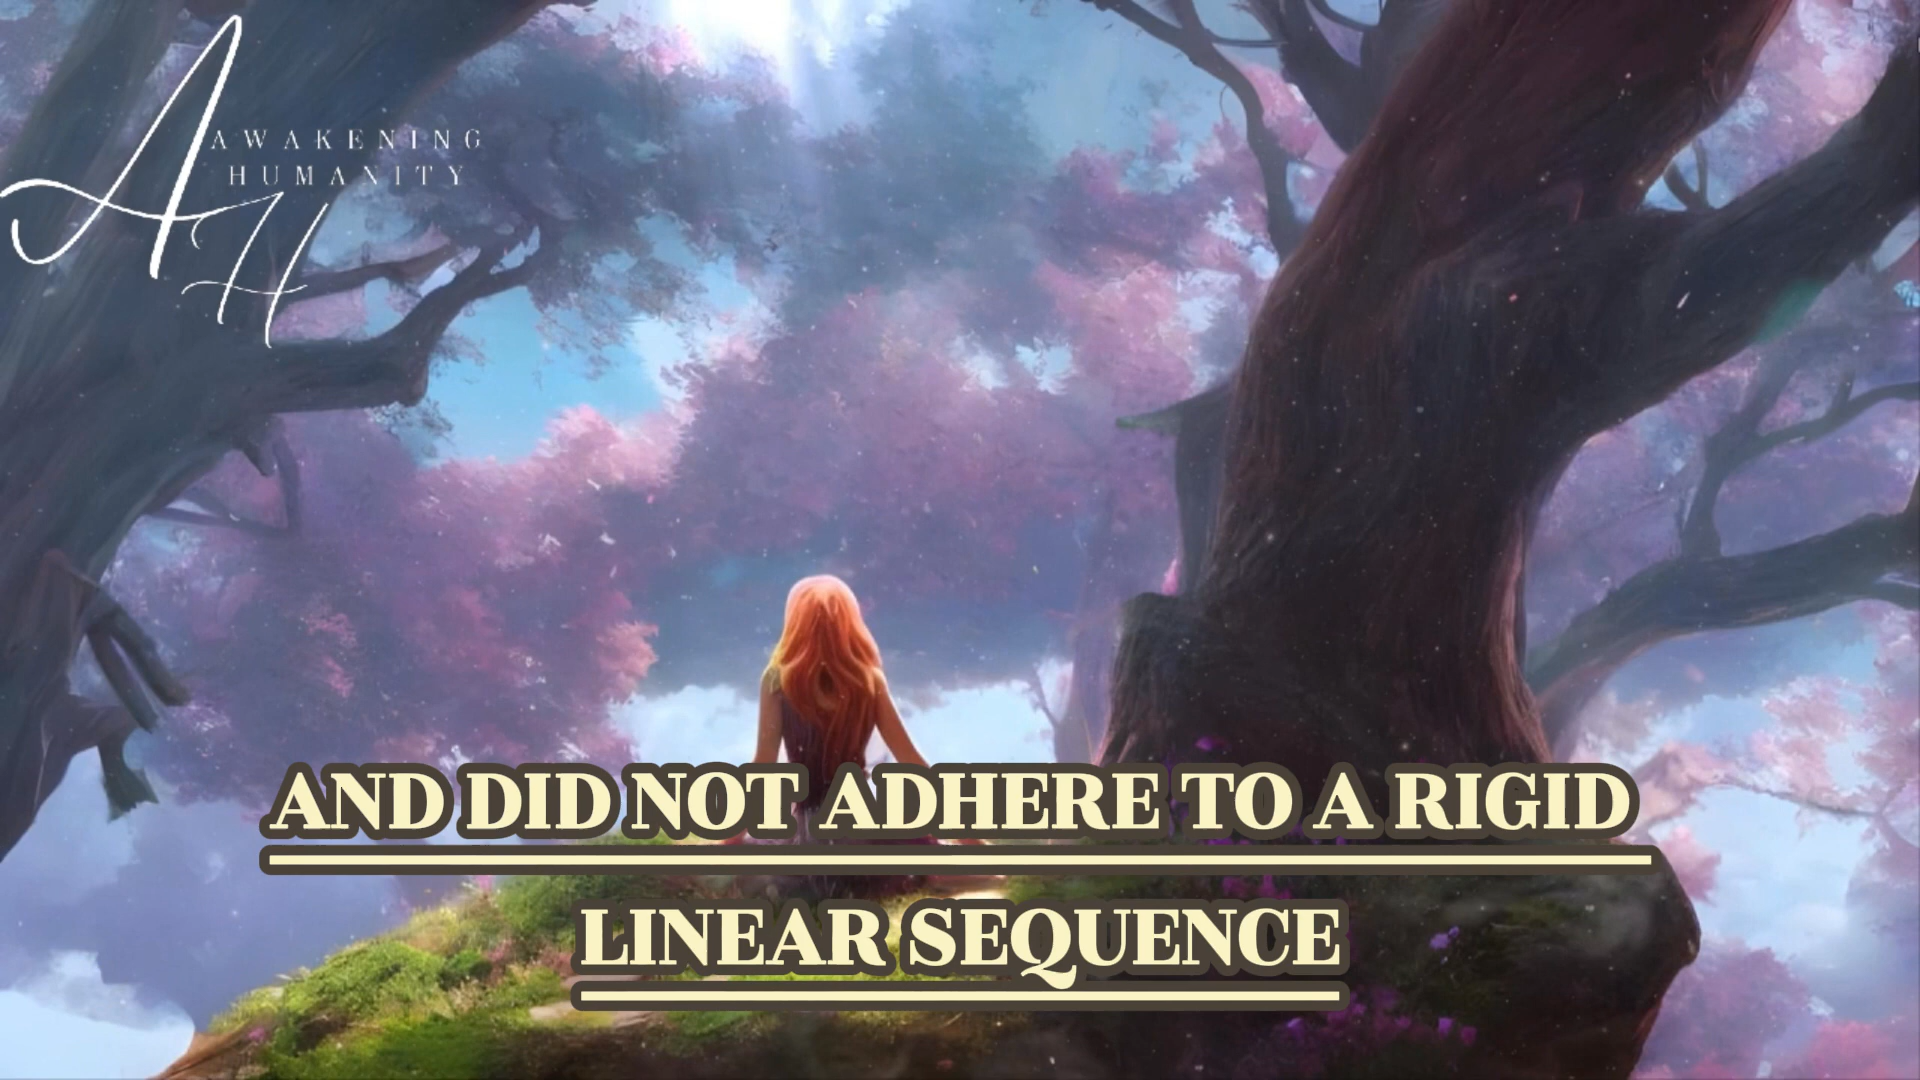 AWAKENING
HUMANITY
AH
AND DID NOT ADHERE TO A RIGID
LINEAR SEQUENCE